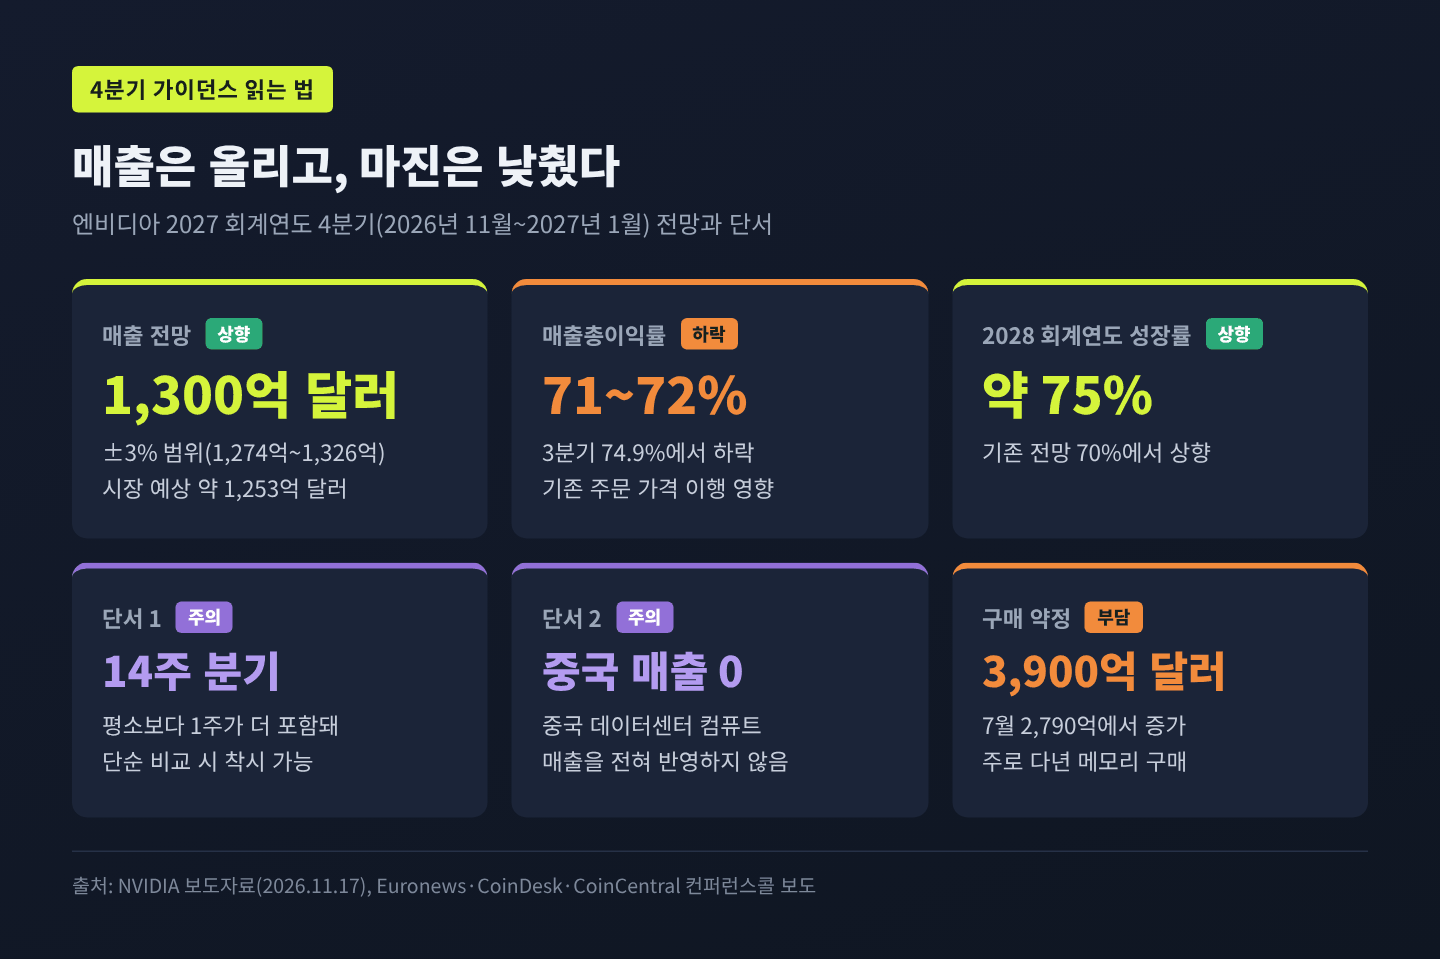 4분기 가이던스 읽는 법
매출은 올리고, 마진은 낮췄다
엔비디아 2027 회계연도 4분기(2026년 11월~2027년 1월) 전망과 단서
매출 전망 상향
1,300억 달러
±3% 범위(1,274억~1,326억)
시장 예상 약 1,253억 달러
매출총이익률 하락
71~72%
3분기 74.9%에서 하락
기존 주문 가격 이행 영향
2028 회계연도 성장률 상향
약 75%
기존 전망 70%에서 상향
단서 1 주의
14주 분기
평소보다 1주가 더 포함돼
단순 비교 시 착시 가능
단서 2 주의
중국 매출 0
중국 데이터센터 컴퓨트
매출을 전혀 반영하지 않음
구매 약정 부담
3,900억 달러
7월 2,790억에서 증가
주로 다년 메모리 구매
출처: NVIDIA 보도자료(2026.11.17), Euronews·CoinDesk·CoinCentral 컨퍼런스콜 보도